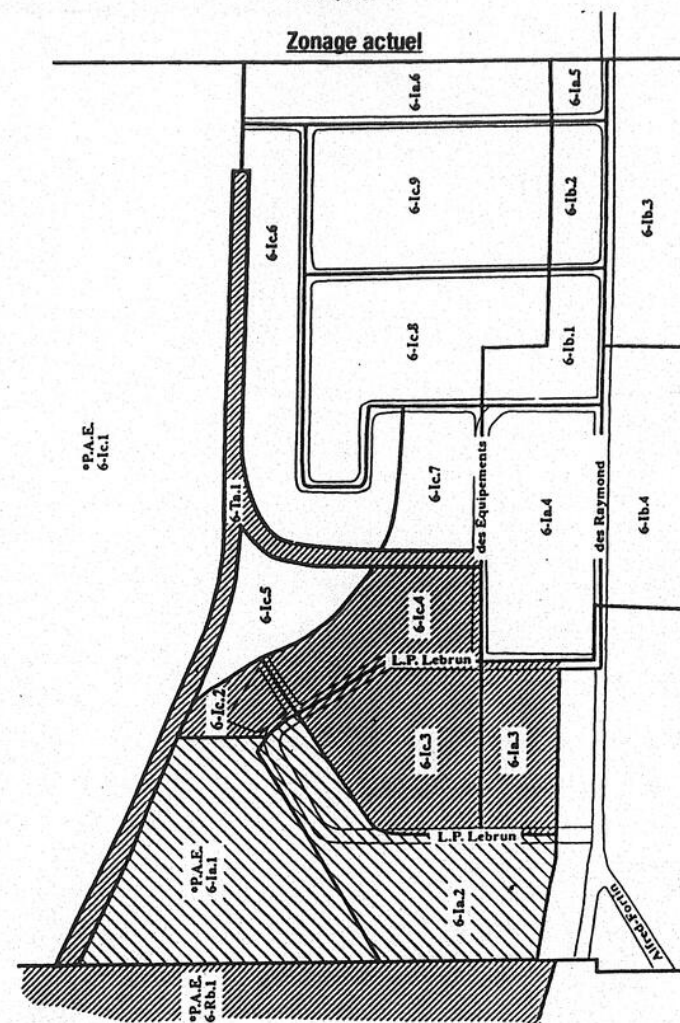 Zonage actuel
6-Ia.6
6-Ia.5
6-Ic.6
6-Ic.9
6-Ib.2
6-Ib.3
6-Ic.8
6-Ib.1
°P.A.E.
6-Ic.1
6-Ta.1
6-Ic.7
des Équipements
6-Ia.4
des Raymond
6-Ib.4
6-Ic.5
6-Ic.4
L.P. Lebrun
6-Ic.2
6-Ic.3
6-Ia.3
L.P. Lebrun
°P.A.E.
6-Ia.1
6-Ia.2
Alfred-Fortin
°P.A.E.
6-Rb.1